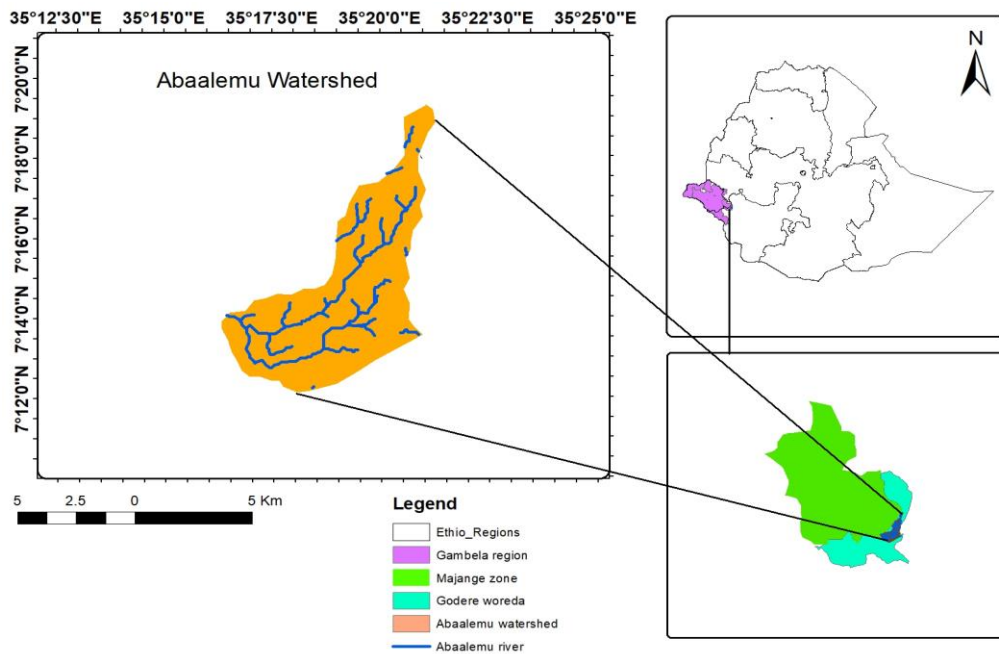 35°12'30"E 35°15'0"E 35°17'30"E 35°20'0"E 35°22'30"E 35°25'0"E
Abaalemu Watershed
N
7°20'0"N
7°18'0"N
7°16'0"N
7°14'0"N
7°12'0"N
5 2.5 0 5 Km
Legend
Ethio_Regions
Gambela region
Majange zone
Godere woreda
Abaalemu watershed
Abaalemu river